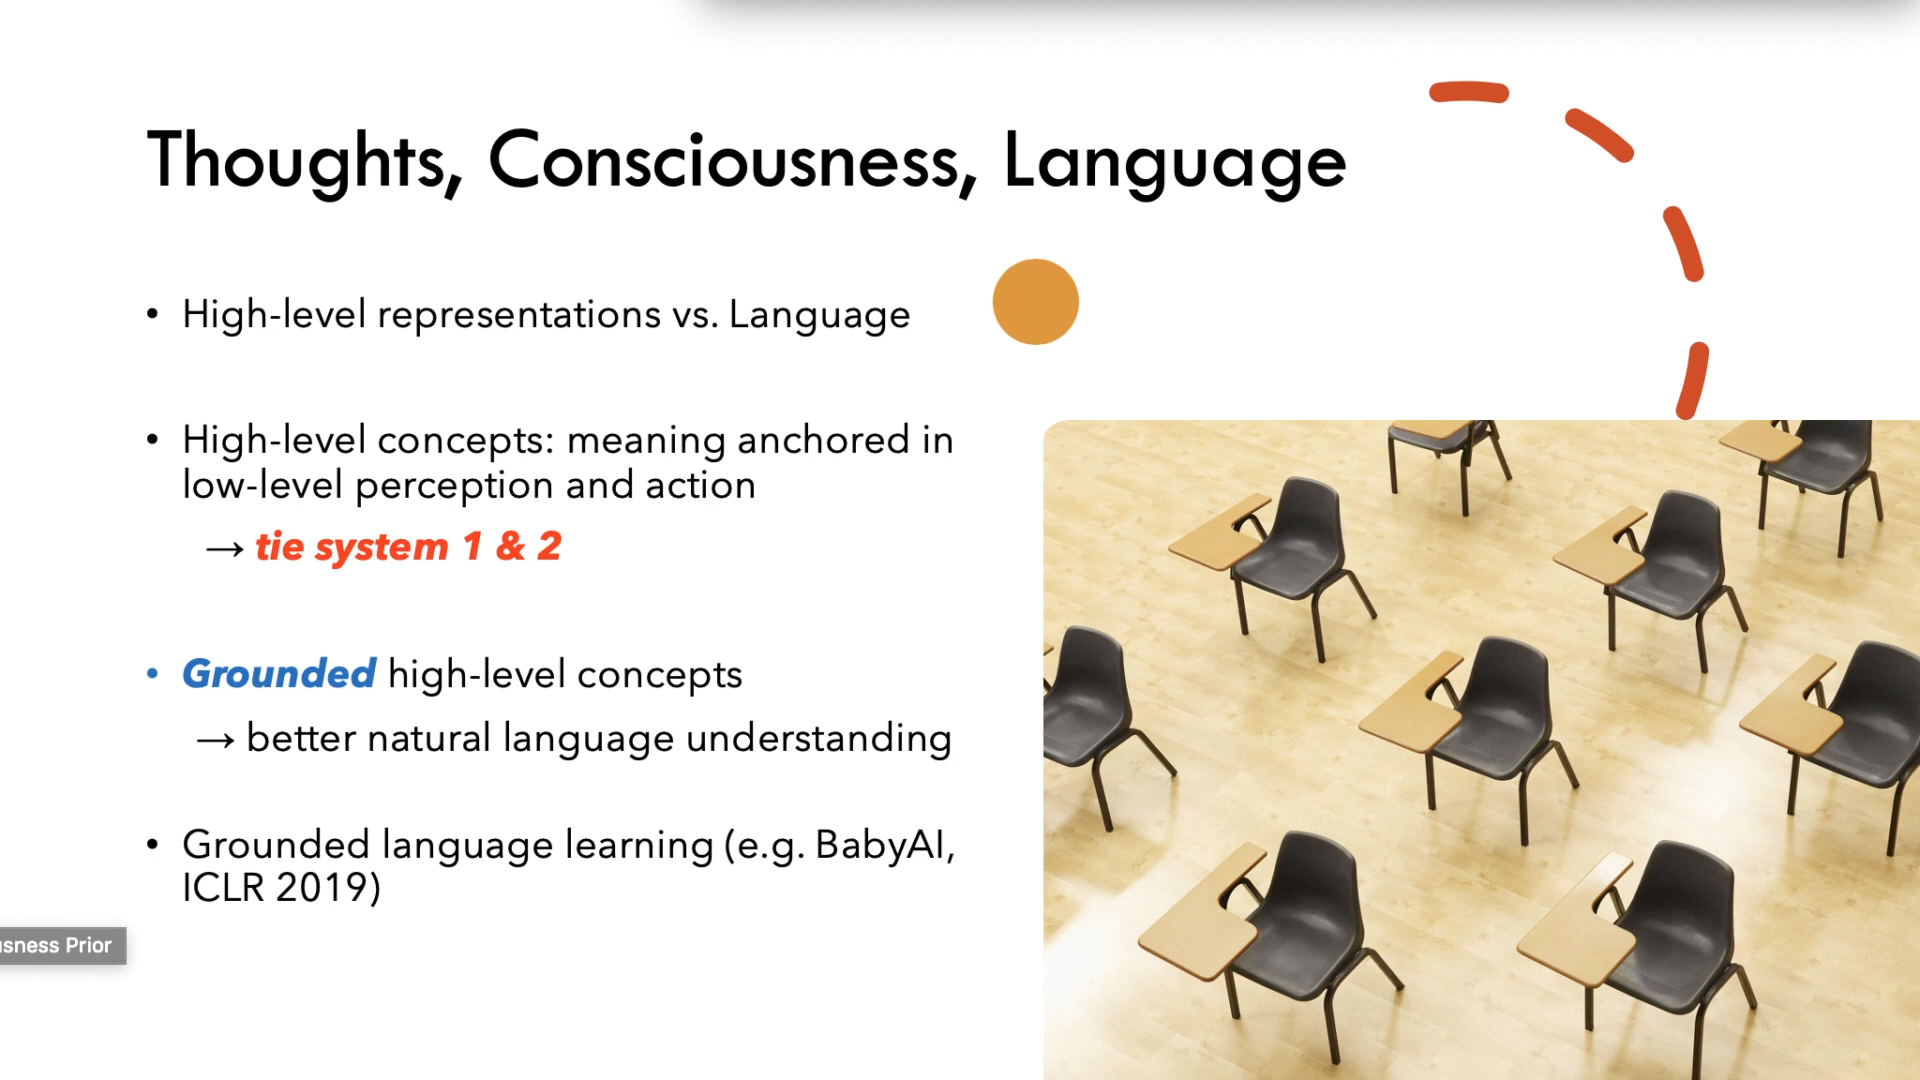 Thoughts, Consciousness, Language
• High-level representations vs. Language
• High-level concepts: meaning anchored in
low-level perception and action
→ tie system 1 & 2
• Grounded high-level concepts
→ better natural language understanding
• Grounded language learning (e.g. BabyAI,
ICLR 2019)
Prior